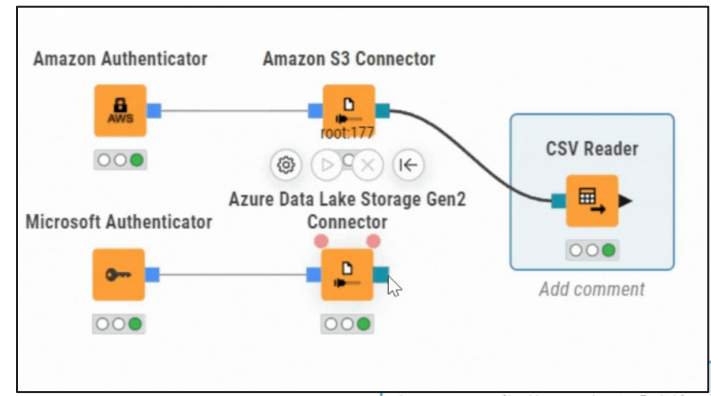 Amazon Authenticator
Amazon S3 Connector
AWS
root:177
CSV Reader
Azure Data Lake Storage Gen2
Connector
Microsoft Authenticator
Add comment